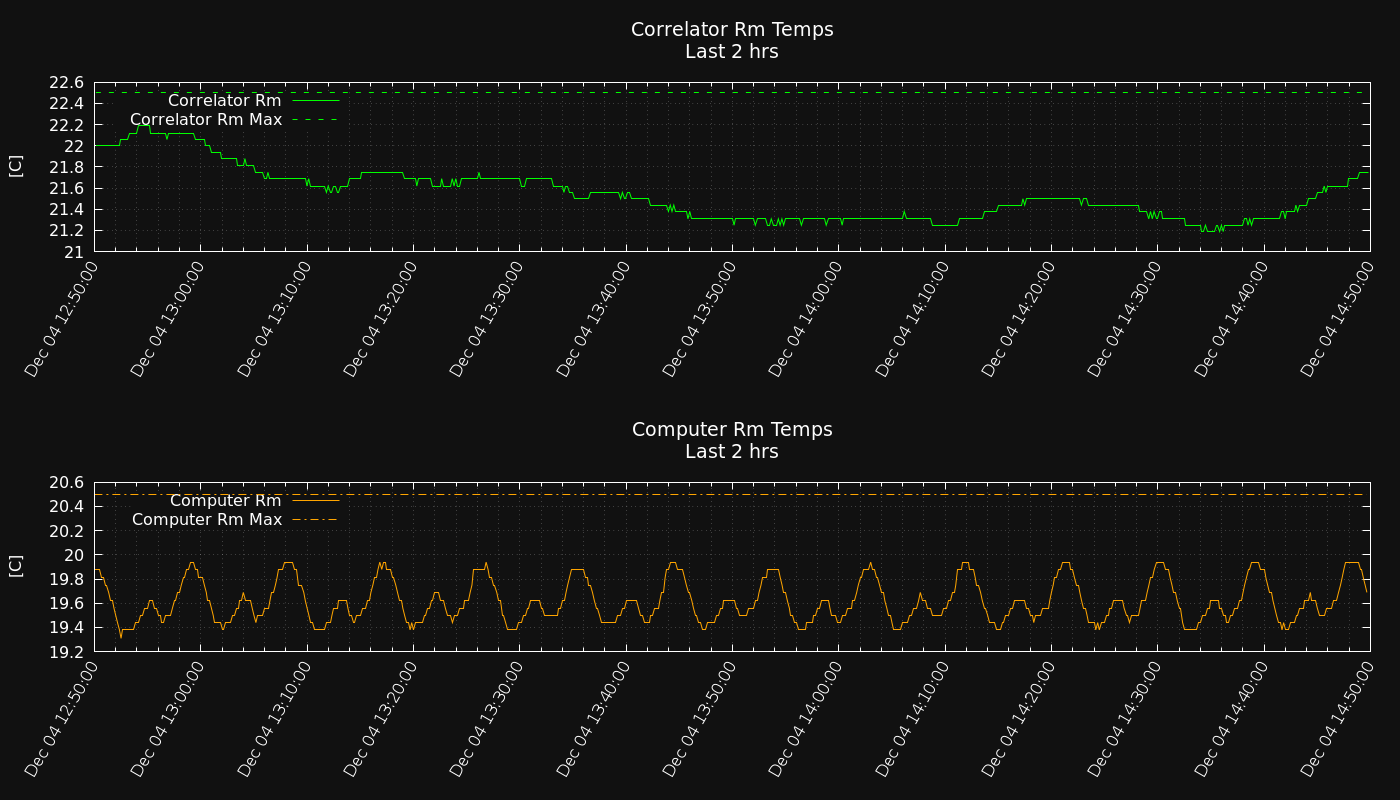 Correlator Rm Temps
Last 2 hrs
22.6
22.4
22.2
22
21.8
21.6
21.4
21.2
21
[C]
Correlator Rm
Correlator Rm Max
Dec 04 12:50:00
Dec 04 13:00:00
Dec 04 13:10:00
Dec 04 13:20:00
Dec 04 13:30:00
Dec 04 13:40:00
Dec 04 13:50:00
Dec 04 14:00:00
Dec 04 14:10:00
Dec 04 14:20:00
Dec 04 14:30:00
Dec 04 14:40:00
Dec 04 14:50:00
Computer Rm Temps
Last 2 hrs
20.6
20.4
20.2
20
19.8
19.6
19.4
19.2
[C]
Computer Rm
Computer Rm Max
Dec 04 12:50:00
Dec 04 13:00:00
Dec 04 13:10:00
Dec 04 13:20:00
Dec 04 13:30:00
Dec 04 13:40:00
Dec 04 13:50:00
Dec 04 14:00:00
Dec 04 14:10:00
Dec 04 14:20:00
Dec 04 14:30:00
Dec 04 14:40:00
Dec 04 14:50:00